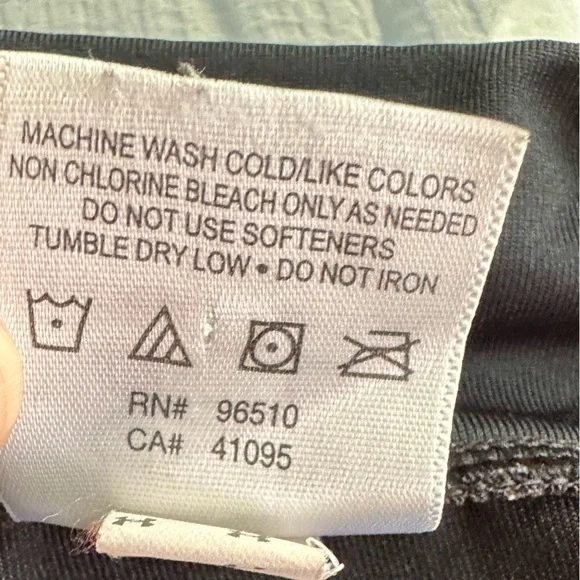 MACHINE WASH COLD/LIKE COLORS
NON CHLORINE BLEACH ONLY AS NEEDED
DO NOT USE SOFTENERS
TUMBLE DRY LOW • DO NOT IRON
RN# 96510
CA# 41095